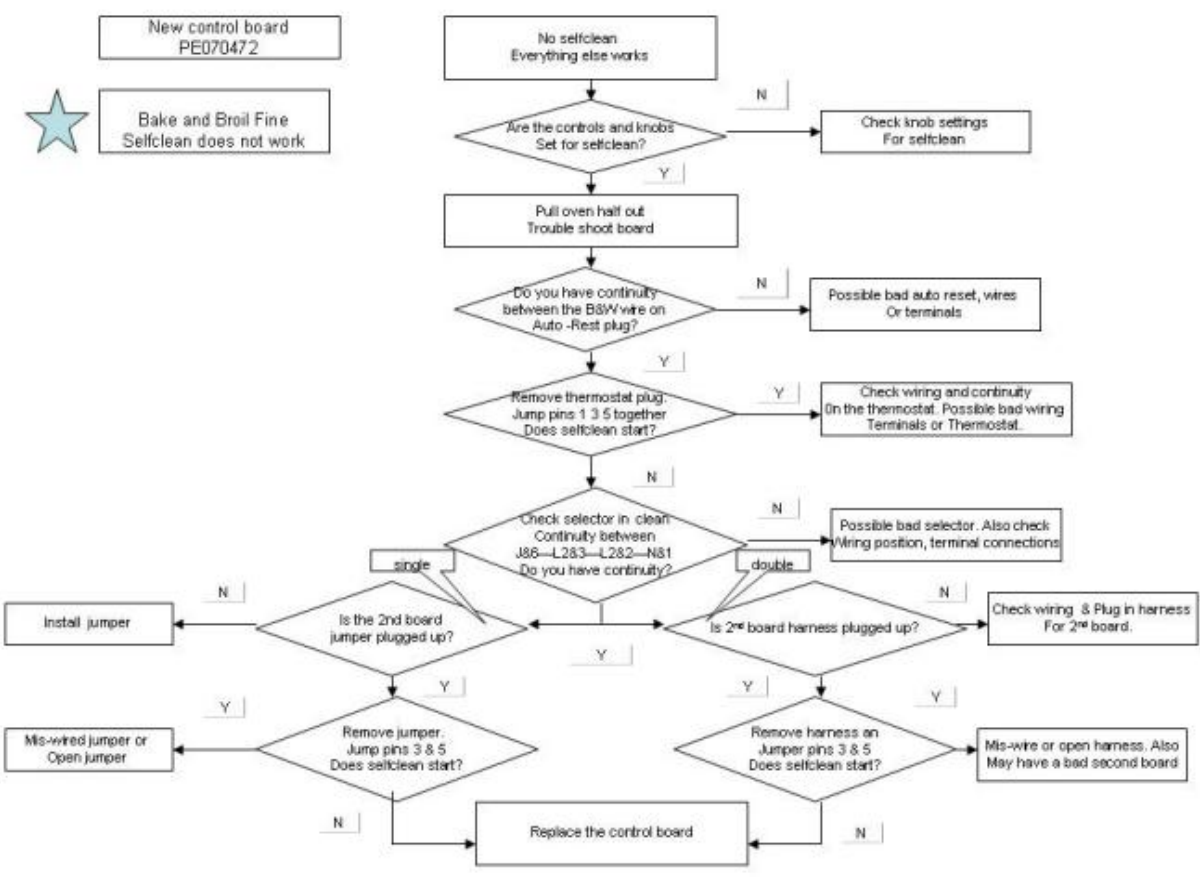 New control board
PE070472
Bake and Broil Fine
Selfclean does not work
No selfclean
Everything else works
N
Are the controls and knobs
Set for selfclean?
Check knob settings
For selfclean
Y
Pull oven half out
Trouble shoot board
N
Do you have continuity
between the B&W wire on
Auto -Rest plug?
Possible bad auto reset, wires
Or terminals
Y
Remove thermostat plug.
Jump pins 1 3 5 together
Does selfclean start?
Y
Check wiring and continuity
On the thermostat. Possible bad wiring
Terminals or Thermostat.
N
Check selector in clean
Continuity between
J&6—L2&3—L2&2—N&1
Do you have continuity?
N
Possible bad selector. Also check
Wiring position, terminal connections
single
double
N
Install jumper
Is the 2nd board
jumper plugged up?
Y
Is 2nd board harness plugged up?
N
Check wiring & Plug in harness
For 2nd board.
Y
Y
Y
Mis-wired jumper or
Open jumper
Remove jumper.
Jump pins 3 & 5
Does selfclean start?
Remove harness an
Jumper pins 3 & 5
Does selfclean start?
Y
Mis-wire or open harness. Also
May have a bad second board
N
Replace the control board
N